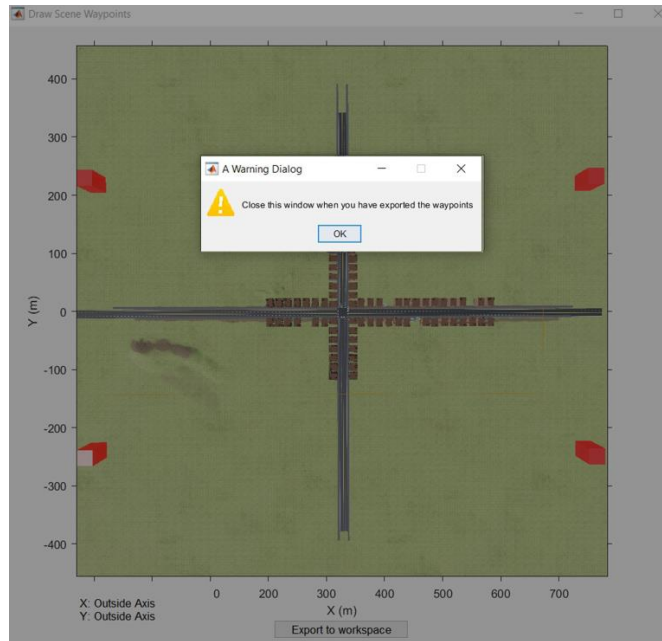 Draw Scene Waypoints
400
300
A Warning Dialog
200
Close this window when you have exported the waypoints
OK
100
Y (m)
0
-100
-200
-300
-400
X: Outside Axis
Y: Outside Axis
0 200 300 400 500 600 700
X (m)
Export to workspace